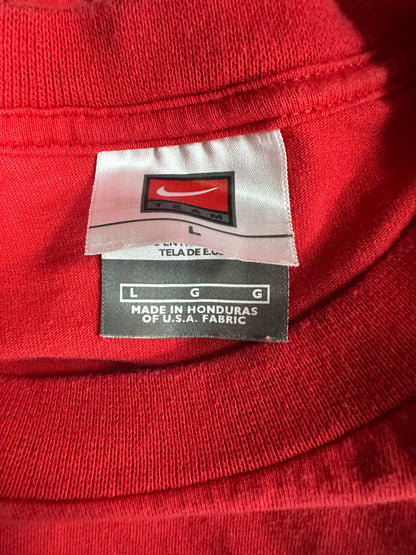 TEAM
L
TELA DE E.U.
L G G
MADE IN HONDURAS
OF U.S.A. FABRIC